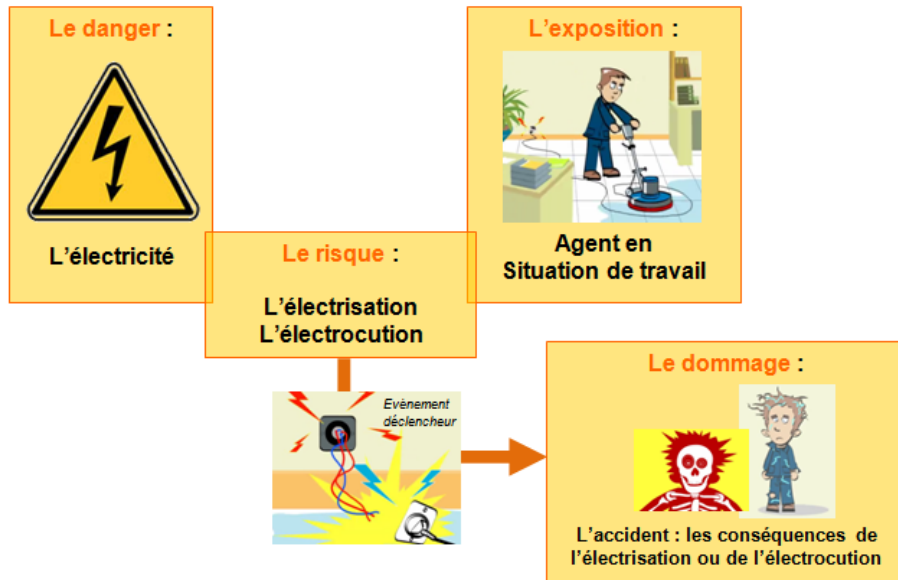 Le danger :
L'électricité
L'exposition :
Agent en
Situation de travail
Le risque :
L'électrisation
L'électrocution
Evènement
déclencheur
Le dommage :
L'accident : les conséquences de
l'électrisation ou de l'électrocution